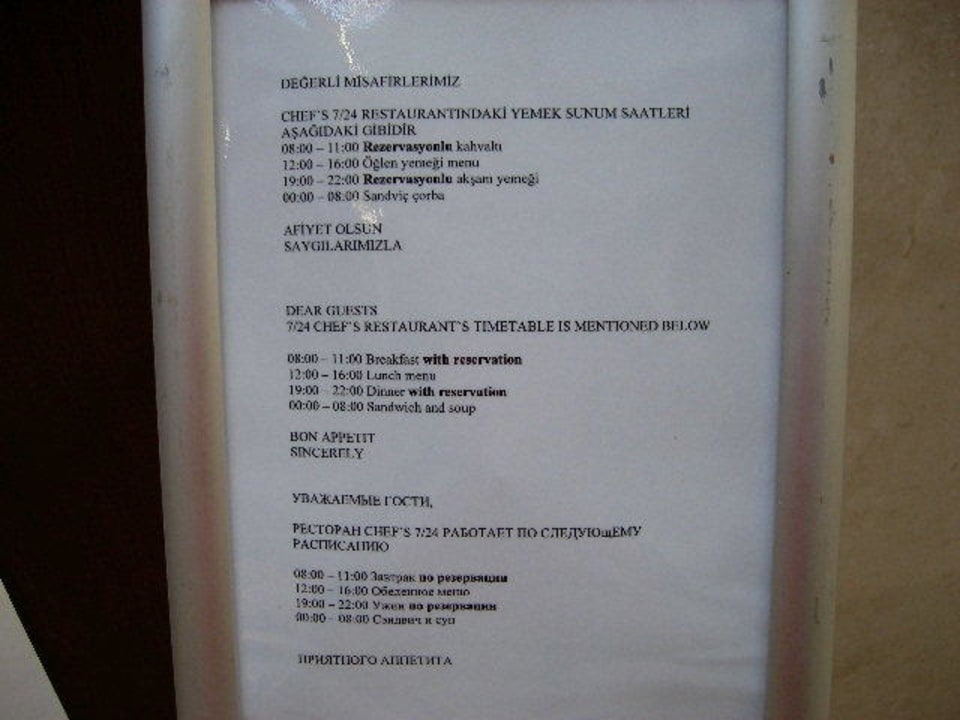 DEĞERLİ MİSAFİRLERİMİZ
CHEF'S 7/24 RESTAURANTINDAKİ YEMEK SUNUM SAATLERİ
AŞAĞIDAKİ GİBİDİR
08:00 – 11:00 Rezervasyonlu kahvaltı
12:00 – 16:00 Öğlen yemeği menu
19:00 – 22:00 Rezervasyonlu akşam yemeği
00:00 – 08:00 Sandviç çorba
AFİYET OLSUN
SAYGILARIMIZLA
DEAR GUESTS
7/24 CHEF'S RESTAURANT'S TIMETABLE IS MENTIONED BELOW
08:00 – 11:00 Breakfast with reservation
12:00 – 16:00 Lunch menu
19:00 – 22:00 Dinner with reservation
00:00 – 08:00 Sandwich and soup
BON APPETIT
SINCERELY
УВАЖАЕМЫЕ ГОСТИ,
РЕСТОРАН CHEF'S 7/24 РАБОТАЕТ ПО СЛЕДУЮщЕМУ
РАСПИСАНИЮ
08:00 – 11:00 Завтрак по резервации
12:00 – 16:00 Обеденное меню
19:00 – 22:00 Ужин по резервации
00:00 – 08:00 Сэндвич и суп
ПРИЯТНОГО АППЕТИТА